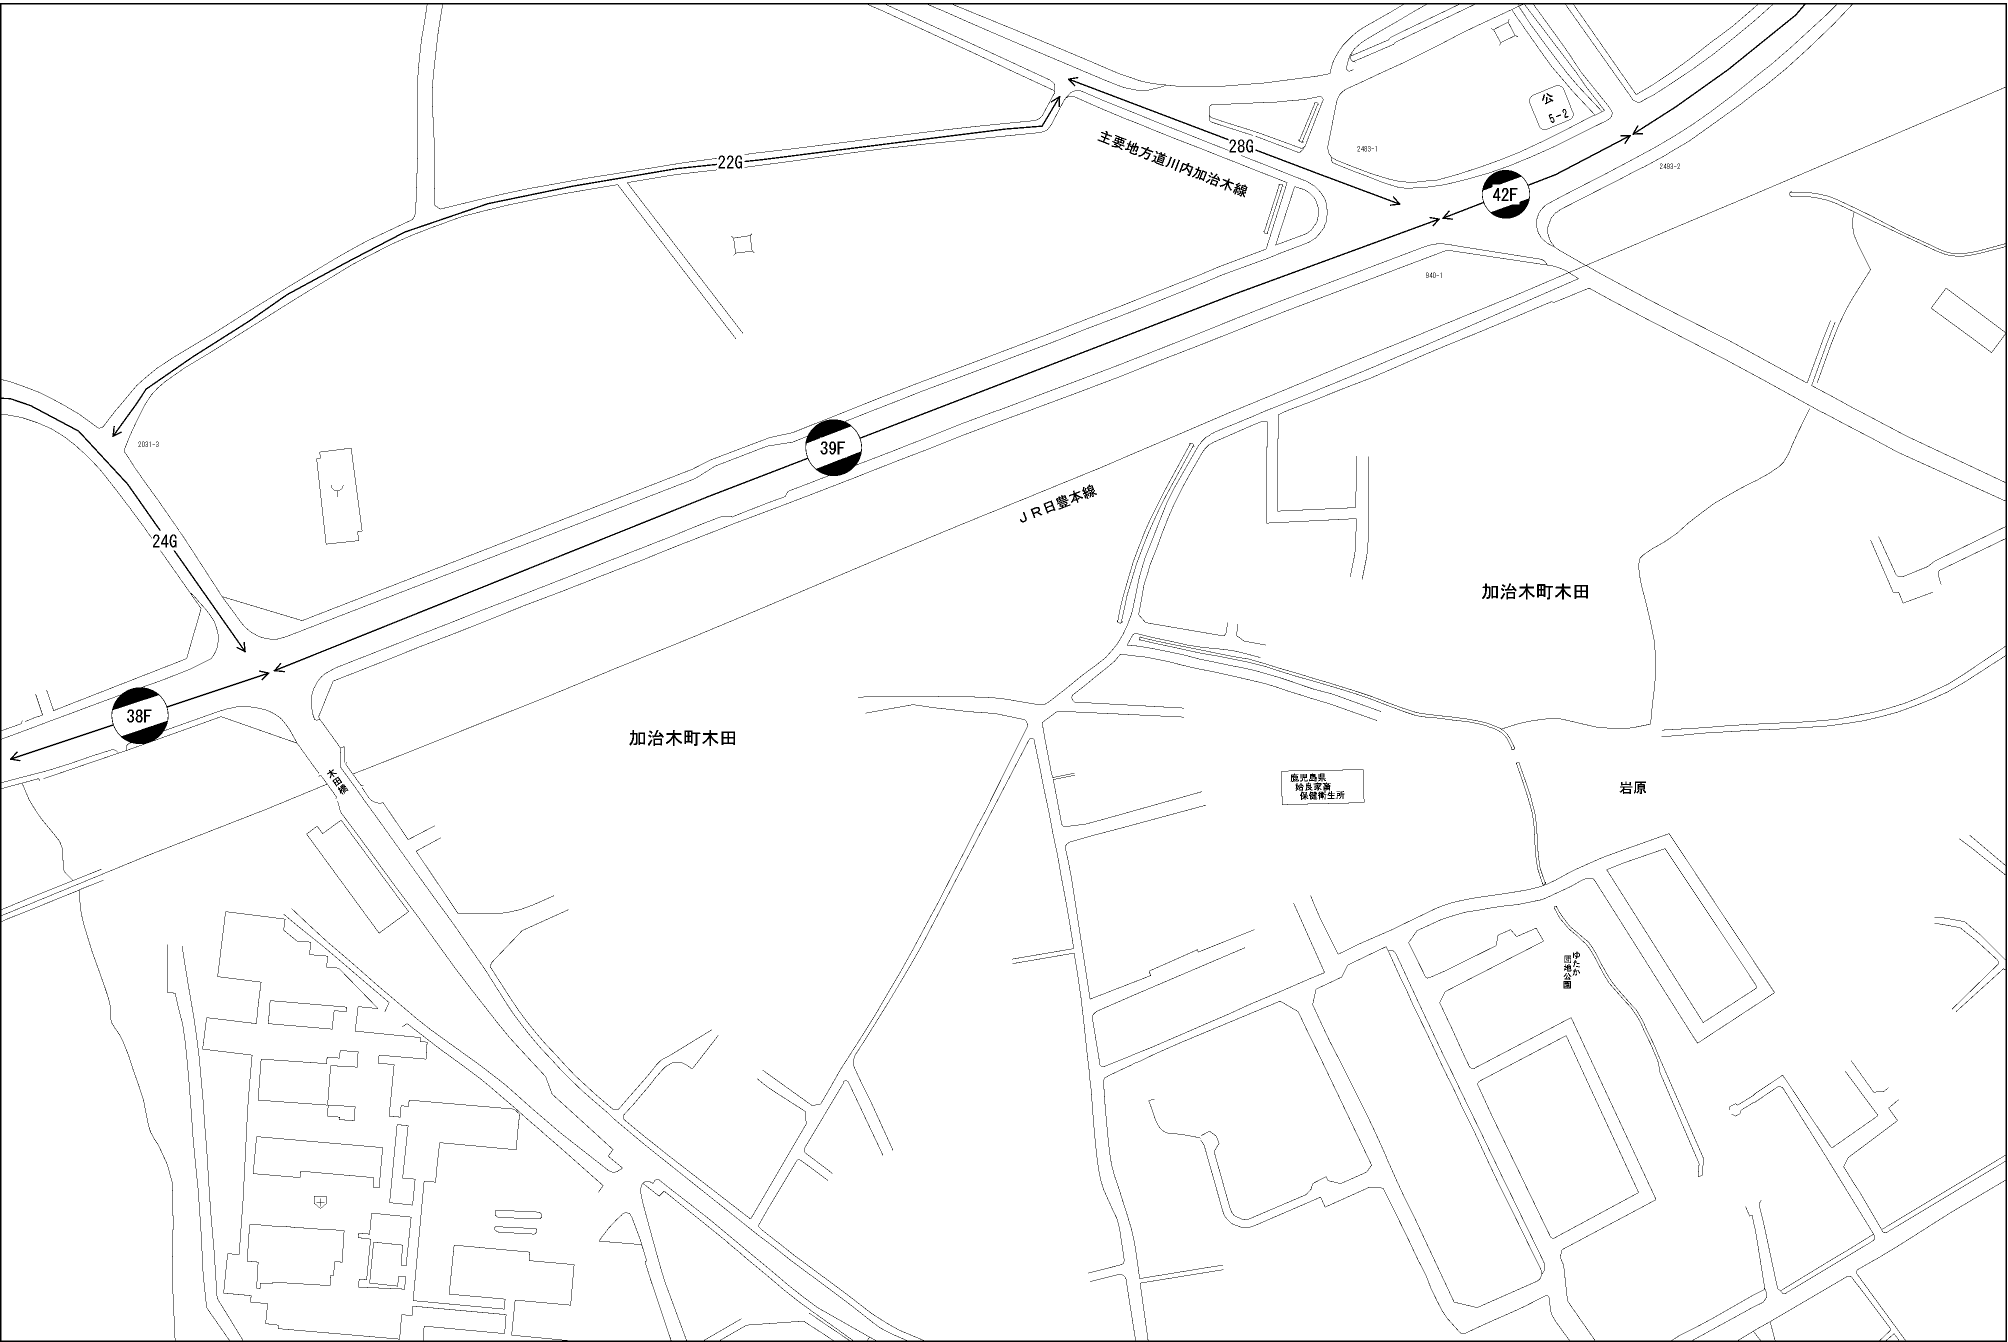 公
5-2
22G
28G
主要地方道川内加治木線
2483-1
2493-2
42F
940-1
39F
2031-3
24G
ＪＲ日豊本線
加治木町木田
38F
加治木町木田
木田線
鹿児島県
姶良家畜
保健衛生所
岩原
ゆたか
団地公園